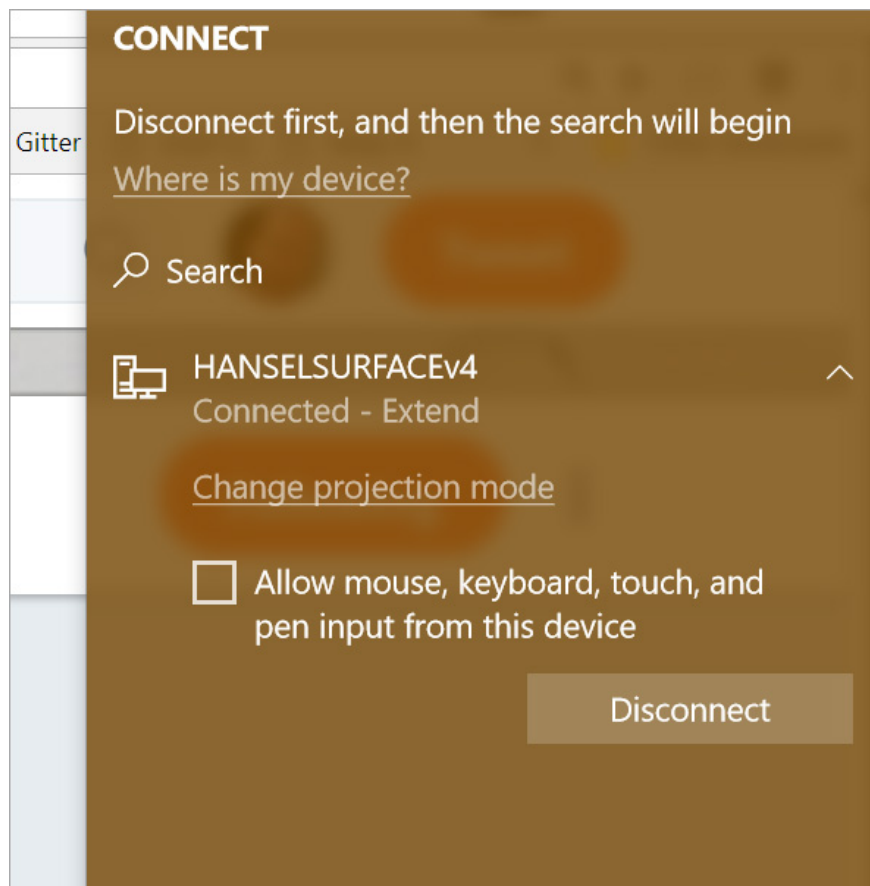 CONNECT
Disconnect first, and then the search will begin
Gitter
Where is my device?
Search
HANSELSURFACEv4
Connected - Extend
Change projection mode
Allow mouse, keyboard, touch, and
pen input from this device
Disconnect